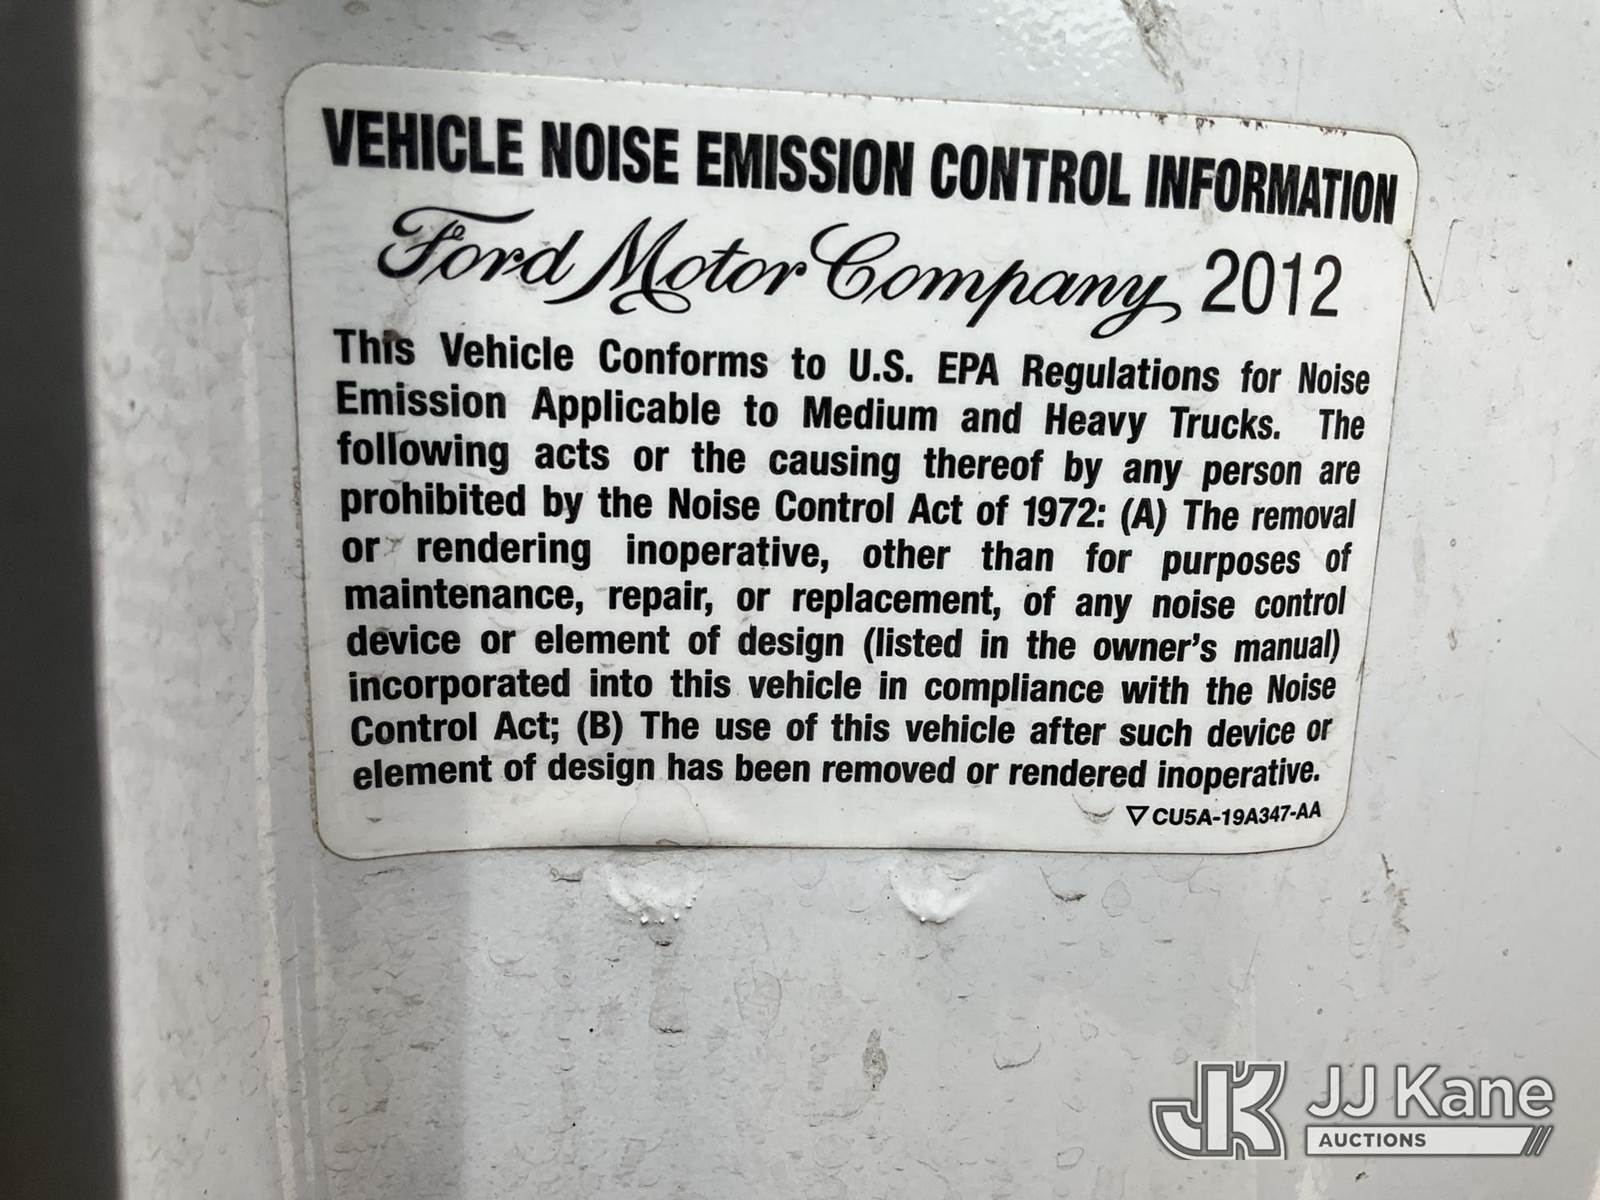 VEHICLE NOISE EMISSION CONTROL INFORMATION
Ford Motor Company 2012
This Vehicle Conforms to U.S. EPA Regulations for Noise
Emission Applicable to Medium and Heavy Trucks. The
following acts or the causing thereof by any person are
prohibited by the Noise Control Act of 1972: (A) The removal
or rendering inoperative, other than for purposes of
maintenance, repair, or replacement, of any noise control
device or element of design (listed in the owner's manual)
incorporated into this vehicle in compliance with the Noise
Control Act; (B) The use of this vehicle after such device or
element of design has been removed or rendered inoperative.
▽ CU5A-19A347-AA
JK JJ Kane
AUCTIONS